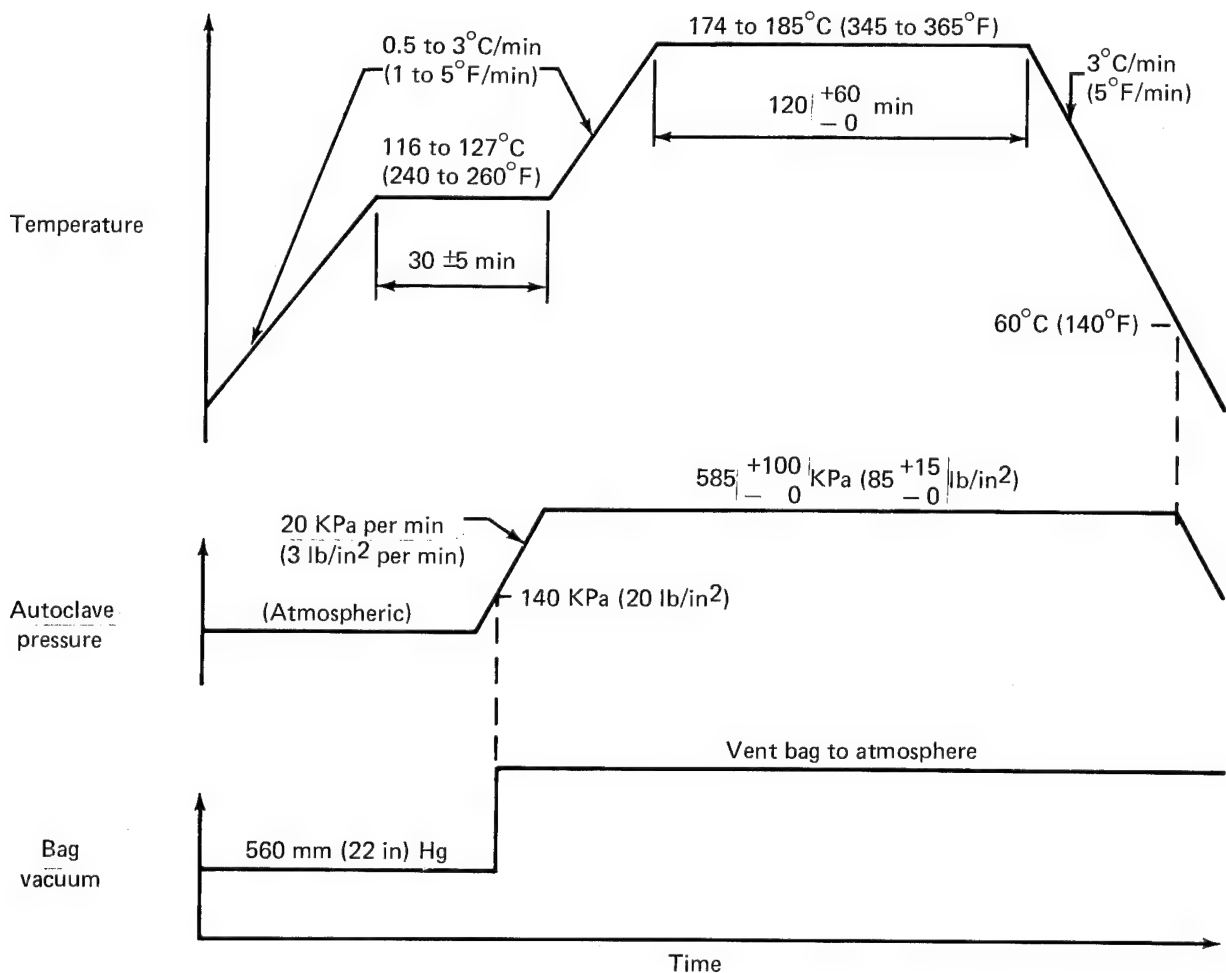 174 to 185°C (345 to 365°F)
0.5 to 3°C/min
(1 to 5°F/min)
3°C/min
(5°F/min)
120 +60 min
− 0
116 to 127°C
(240 to 260°F)
Temperature
30 ±5 min
60°C (140°F)
585 +100 KPa (85 +15 lb/in²)
− 0 − 0
20 KPa per min
(3 lb/in² per min)
140 KPa (20 lb/in²)
(Atmospheric)
Autoclave
pressure
Vent bag to atmosphere
560 mm (22 in) Hg
Bag
vacuum
Time